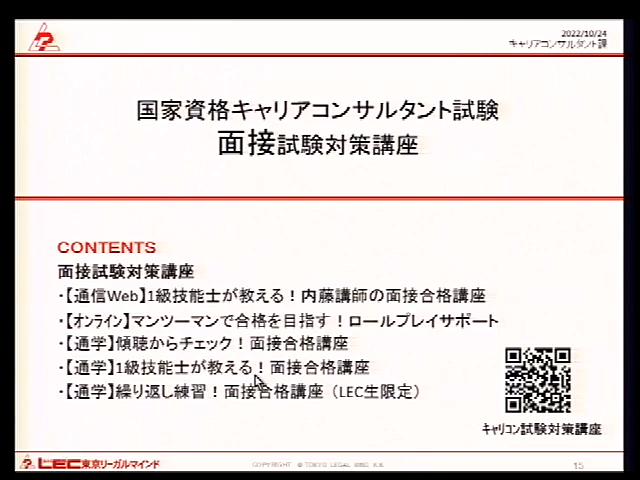 2022/10/24
キャリアコンサルタント課
国家資格キャリアコンサルタント試験
面接試験対策講座
CONTENTS
面接試験対策講座
・【通信Web】1級技能士が教える!内藤講師の面接合格講座
・【オンライン】マンツーマンで合格を目指す!ロールプレイサポート
・【通学】傾聴からチェック!面接合格講座
・【通学】1級技能士が教える!面接合格講座
・【通学】繰り返し練習!面接合格講座(LEC生限定)
キャリコン試験対策講座
LEC東京リーガルマインド
COPYRIGHT © TOKYO LEGAL MIND K.K.
15